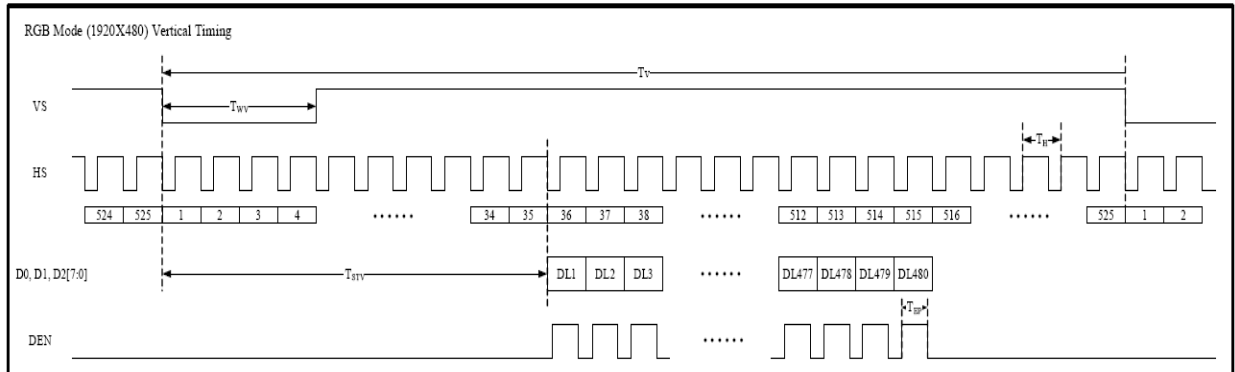 RGB Mode (1920X480) Vertical Timing
TV
VS
TWV
TH
HS
524 525 1 2 3 4 ...... 34 35 36 37 38 ...... 512 513 514 515 516 ...... 525 1 2
D0, D1, D2[7:0]
TSTV
DL1 DL2 DL3 ...... DL477 DL478 DL479 DL480
TEP
DEN
......